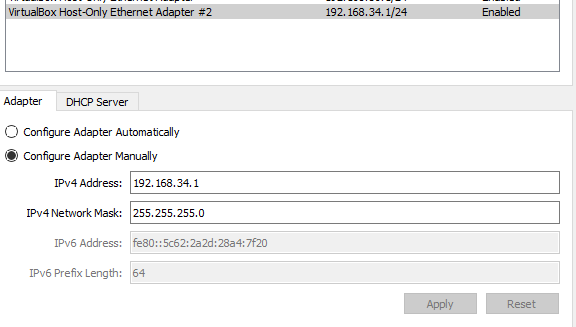 VirtualBox Host-Only Ethernet Adapter #2 192.168.34.1/24 Enabled
Adapter DHCP Server
Configure Adapter Automatically
Configure Adapter Manually
IPv4 Address: 192.168.34.1
IPv4 Network Mask: 255.255.255.0
IPv6 Address: fe80::5c62:2a2d:28a4:7f20
IPv6 Prefix Length: 64
Apply Reset